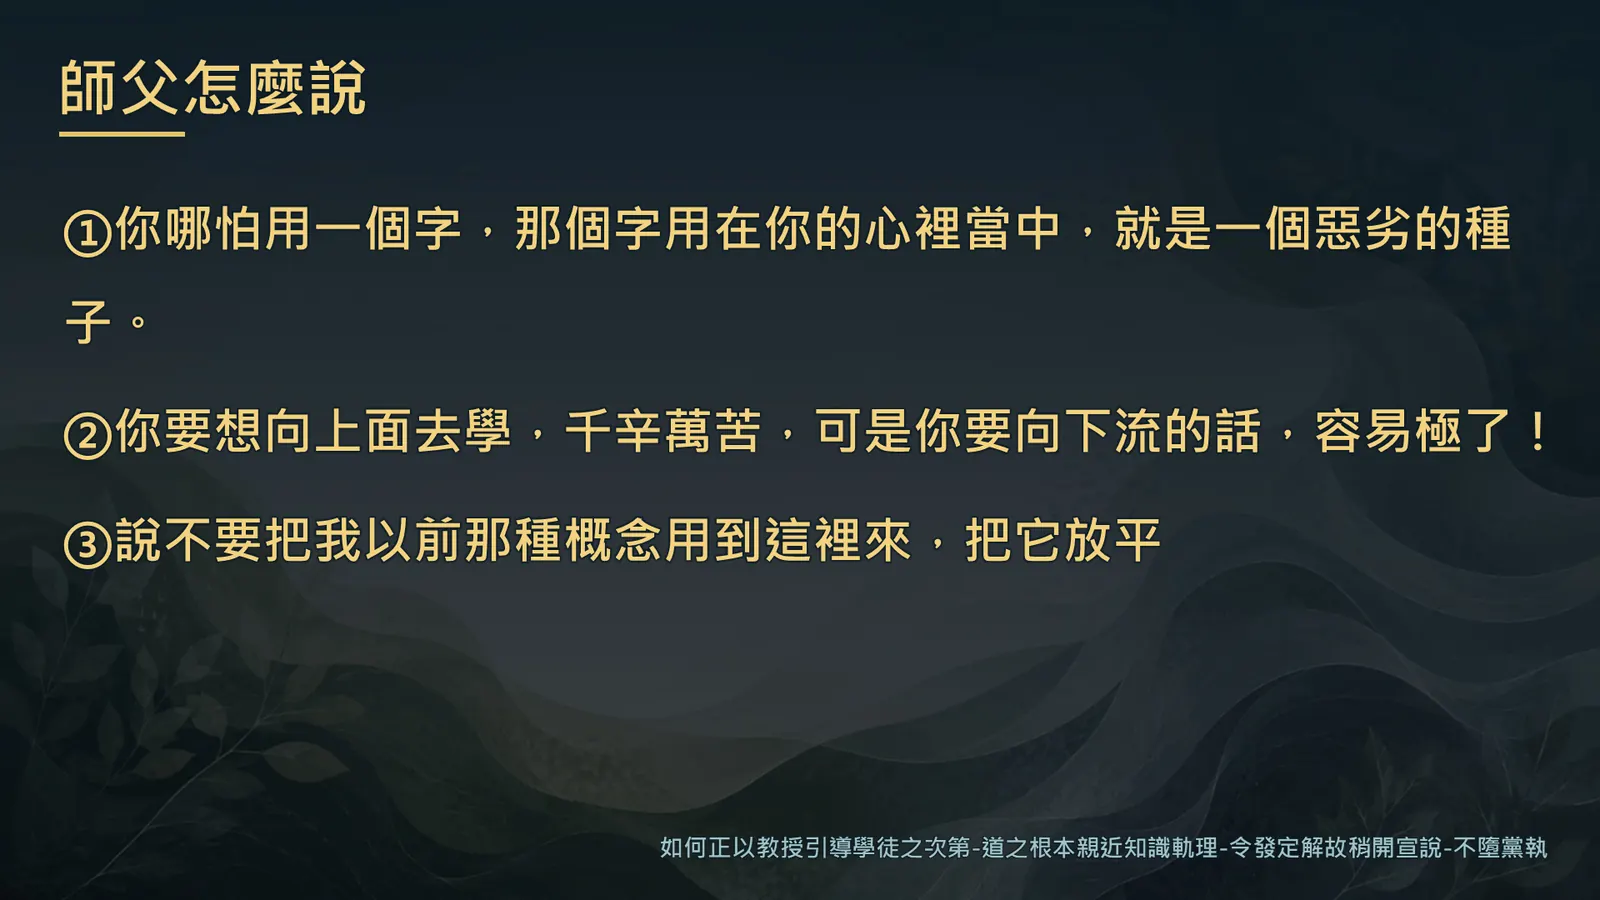 師父怎麼說
①你哪怕用一個字，那個字用在你的心裡當中，就是一個惡劣的種
子。
②你要想向上面去學，千辛萬苦，可是你要向下流的話，容易極了！
③說不要把我以前那種概念用到這裡來，把它放平
如何正以教授引導學徒之次第-道之根本親近知識軌理-令發定解故稍開宣說-不墮黨執